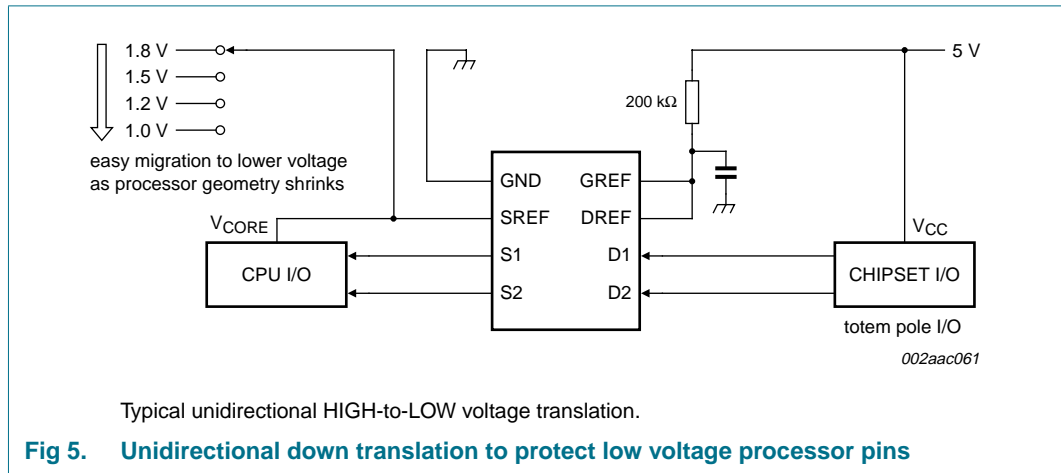 1.8 V
1.5 V
1.2 V
1.0 V
easy migration to lower voltage
as processor geometry shrinks
5 V
200 kΩ
GND GREF
SREF DREF
S1 D1
S2 D2
VCORE
CPU I/O
VCC
CHIPSET I/O
totem pole I/O
002aac061
Typical unidirectional HIGH-to-LOW voltage translation.
Fig 5. Unidirectional down translation to protect low voltage processor pins